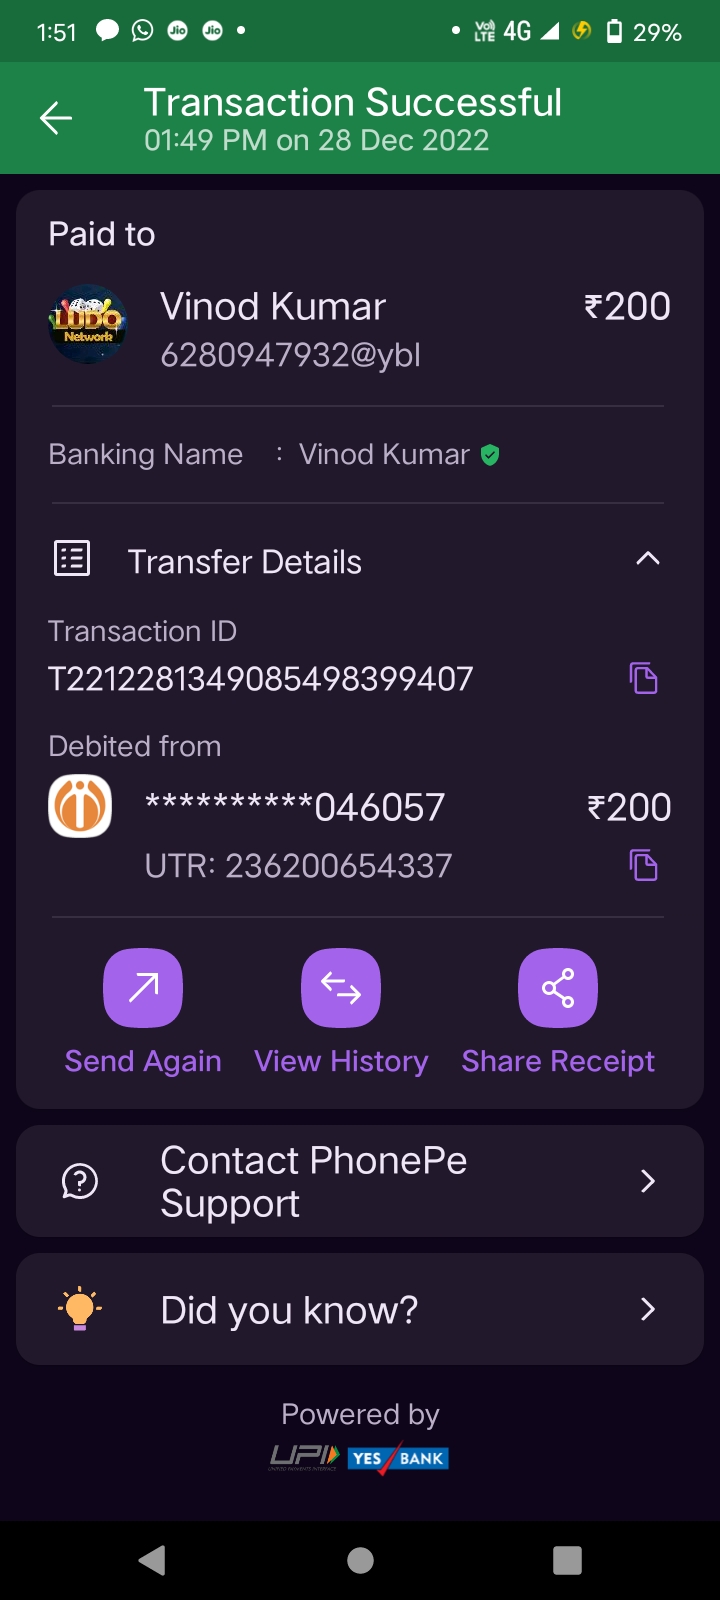 1:51
Jio
Jio
Vo)
LTE
4G
29%
Transaction Successful
01:49 PM on 28 Dec 2022
Paid to
LUDO
Network
Vinod Kumar
₹200
6280947932@ybl
Banking Name : Vinod Kumar
Transfer Details
Transaction ID
T2212281349085498399407
Debited from
**********046057
₹200
UTR: 236200654337
Send Again
View History
Share Receipt
Contact PhonePe
Support
Did you know?
Powered by
UPI
UNIFIED PAYMENTS INTERFACE
YES BANK